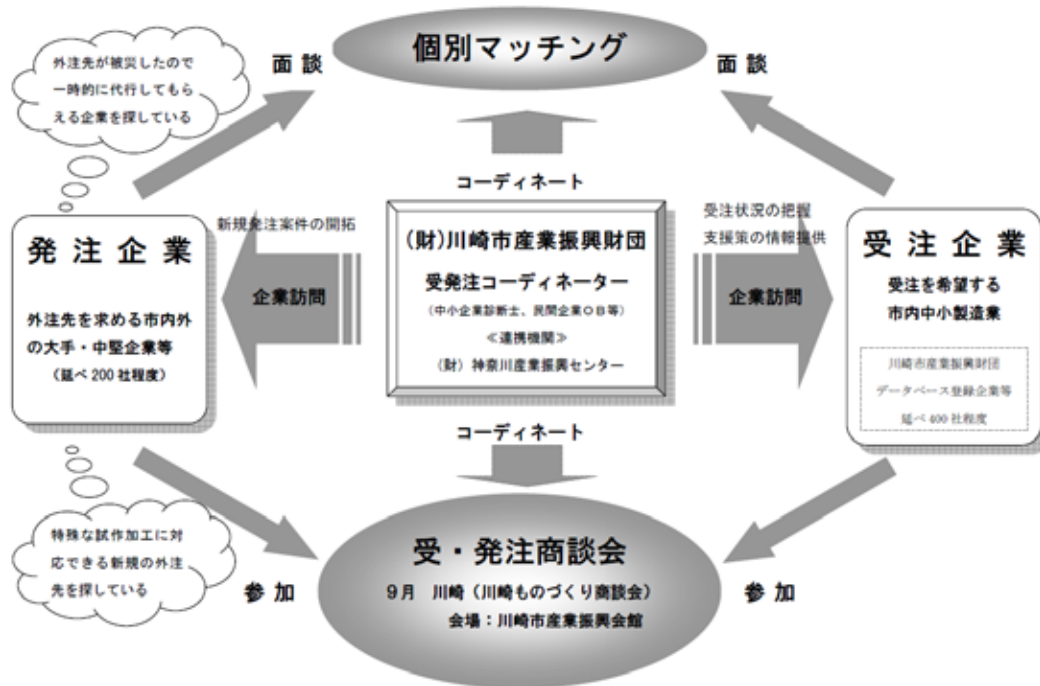 個別マッチング
面 談
面 談
外注先が被災したので
一時的に代行してもら
える企業を探している
コーディネート
発 注 企 業
外注先を求める市内外
の大手・中堅企業等
（延べ200社程度）
新規発注案件の開拓
企業訪問
(財)川崎市産業振興財団
受発注コーディネーター
（中小企業診断士、民間企業ＯＢ等）
≪連携機関≫
（財）神奈川産業振興センター
受注状況の把握
支援策の情報提供
企業訪問
受 注 企 業
受注を希望する
市内中小製造業
川崎市産業振興財団
データベース登録企業等
延べ400社程度
コーディネート
特殊な試作加工に対
応できる新規の外注
先を探している
参 加
参 加
受・発注商談会
９月　川崎（川崎ものづくり商談会）
会場：川崎市産業振興会館